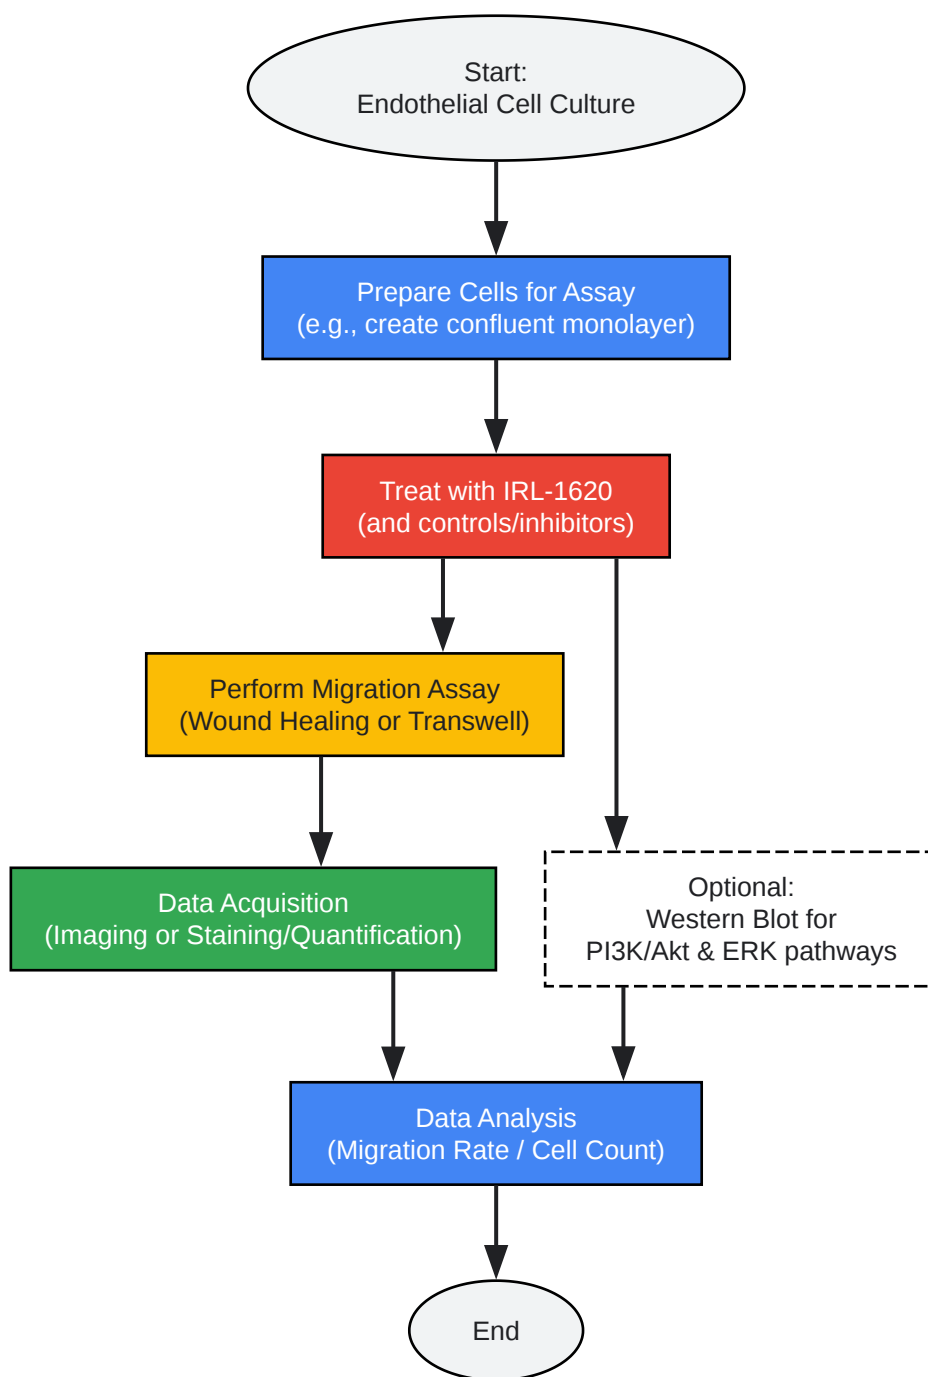 Start:
Endothelial Cell Culture
Prepare Cells for Assay
(e.g., create confluent monolayer)
Treat with IRL-1620
(and controls/inhibitors)
Perform Migration Assay
(Wound Healing or Transwell)
Data Acquisition
(Imaging or Staining/Quantification)
Optional:
Western Blot for
PI3K/Akt & ERK pathways
Data Analysis
(Migration Rate / Cell Count)
End